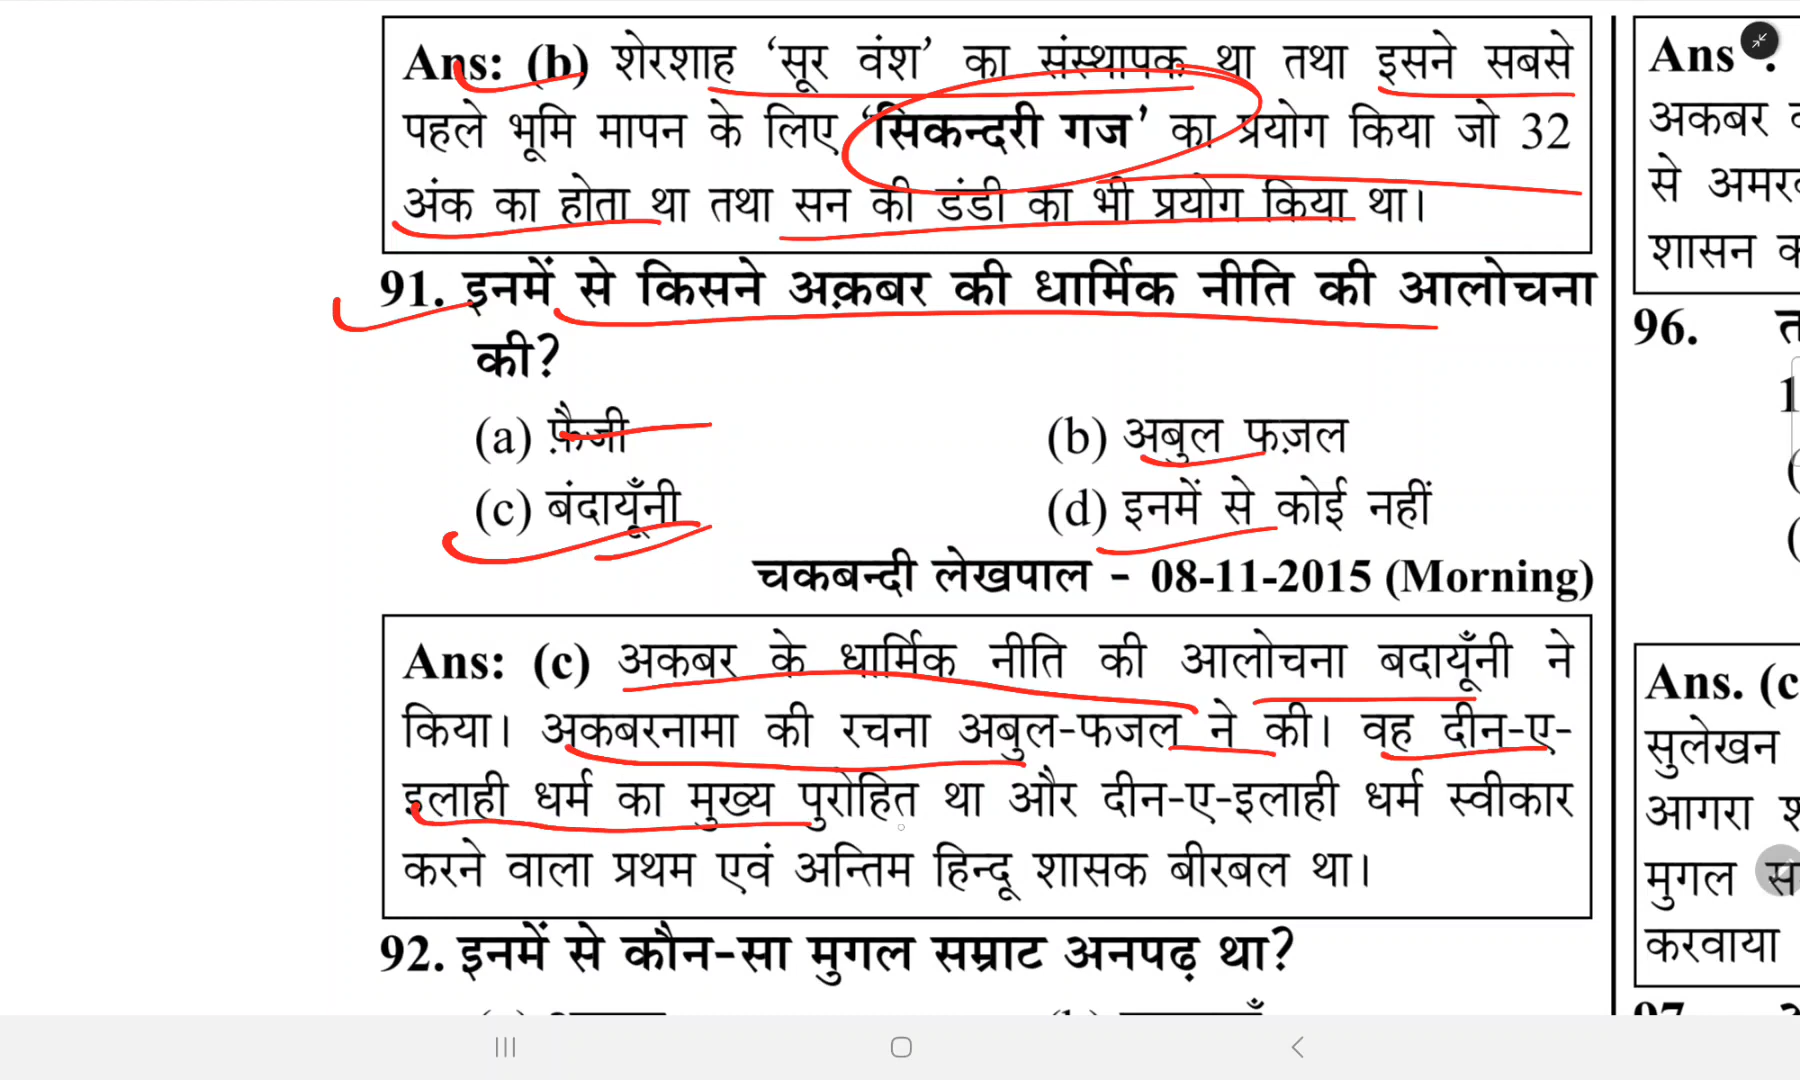 Ans: (b) शेरशाह ‘सूर वंश’ का संस्थापक था तथा इसने सबसे
पहले भूमि मापन के लिए ‘सिकन्दरी गज’ का प्रयोग किया जो 32
अंक का होता था तथा सन की डंडी का भी प्रयोग किया था।
91. इनमें से किसने अक़बर की धार्मिक नीति की आलोचना
की?
(a) फ़ैजी (b) अबुल फज़ल
(c) बंदायूँनी (d) इनमें से कोई नहीं
चकबन्दी लेखपाल - 08-11-2015 (Morning)
Ans: (c) अकबर के धार्मिक नीति की आलोचना बदायूँनी ने
किया। अकबरनामा की रचना अबुल-फजल ने की। वह दीन-ए-
इलाही धर्म का मुख्य पुरोहित था और दीन-ए-इलाही धर्म स्वीकार
करने वाला प्रथम एवं अन्तिम हिन्दू शासक बीरबल था।
92. इनमें से कौन-सा मुगल सम्राट अनपढ़ था?
Ans :
अकबर
से
शासन
96.
Ans. (c
सुलेखन
आगरा
मुगल
करवाया